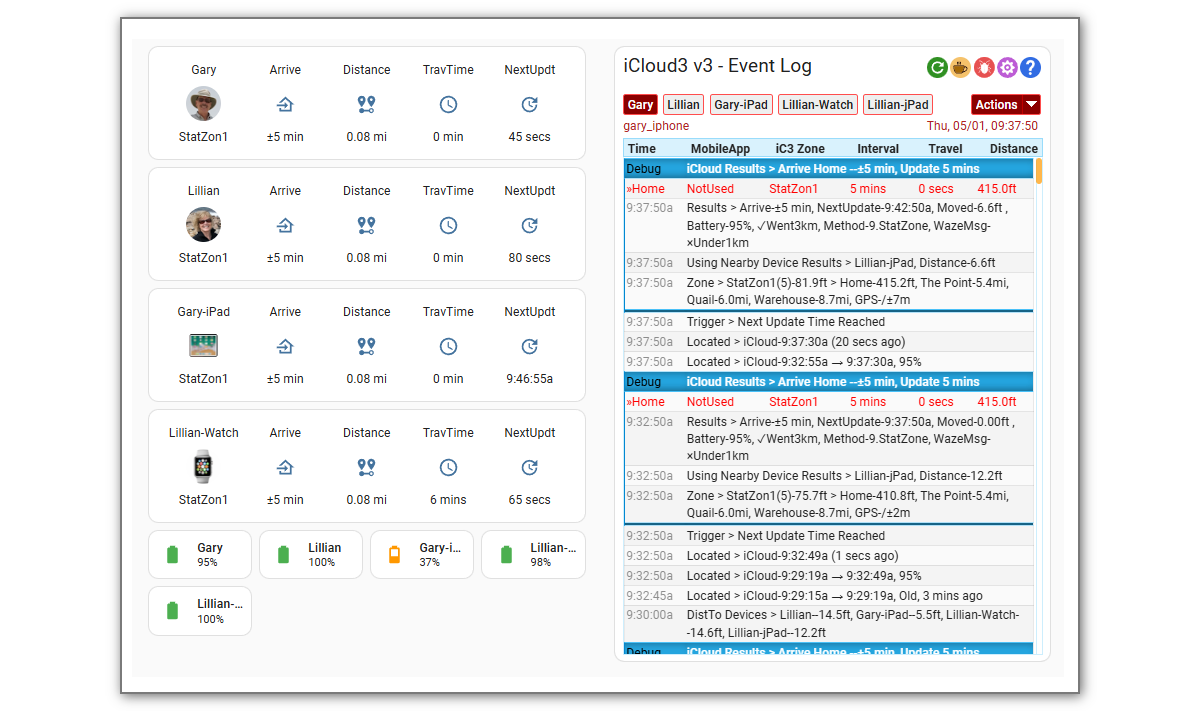 Gary Arrive Distance TravTime NextUpdt
StatZon1 ±5 min 0.08 mi 0 min 45 secs
Lillian Arrive Distance TravTime NextUpdt
StatZon1 ±5 min 0.08 mi 0 min 80 secs
Gary-iPad Arrive Distance TravTime NextUpdt
StatZon1 ±5 min 0.08 mi 0 min 9:46:55a
Lillian-Watch Arrive Distance TravTime NextUpdt
StatZon1 ±5 min 0.08 mi 6 mins 65 secs
Gary Lillian Gary-i… Lillian-…
95% 100% 37% 98%
Lillian-…
100%
iCloud3 v3 - Event Log
Gary Lillian Gary-iPad Lillian-Watch Lillian-jPad Actions
gary_iphone Thu, 05/01, 09:37:50
Time MobileApp iC3 Zone Interval Travel Distance
Debug iCloud Results > Arrive Home --±5 min, Update 5 mins
»Home NotUsed StatZon1 5 mins 0 secs 415.0ft
9:37:50a Results > Arrive-±5 min, NextUpdate-9:42:50a, Moved-6.6ft ,
Battery-95%, ✓Went3km, Method-9.StatZone, WazeMsg-
×Under1km
9:37:50a Using Nearby Device Results > Lillian-jPad, Distance-6.6ft
9:37:50a Zone > StatZon1(5)-81.9ft > Home-415.2ft, The Point-5.4mi,
Quail-6.0mi, Warehouse-8.7mi, GPS-/±7m
9:37:50a Trigger > Next Update Time Reached
9:37:50a Located > iCloud-9:37:30a (20 secs ago)
9:37:50a Located > iCloud-9:32:55a → 9:37:30a, 95%
Debug iCloud Results > Arrive Home --±5 min, Update 5 mins
»Home NotUsed StatZon1 5 mins 0 secs 415.0ft
9:32:50a Results > Arrive-±5 min, NextUpdate-9:37:50a, Moved-0.00ft ,
Battery-95%, ✓Went3km, Method-9.StatZone, WazeMsg-
×Under1km
9:32:50a Using Nearby Device Results > Lillian-jPad, Distance-12.2ft
9:32:50a Zone > StatZon1(5)-75.7ft > Home-410.8ft, The Point-5.4mi,
Quail-6.0mi, Warehouse-8.7mi, GPS-/±2m
9:32:50a Trigger > Next Update Time Reached
9:32:50a Located > iCloud-9:32:49a (1 secs ago)
9:32:50a Located > iCloud-9:29:19a → 9:32:49a, 95%
9:32:45a Located > iCloud-9:29:15a → 9:29:19a, Old, 3 mins ago
9:30:00a DistTo Devices > Lillian--14.5ft, Gary-iPad--5.5ft, Lillian-Watch-
-14.6ft, Lillian-jPad--12.2ft
Debug iCloud Results > Arrive Home --±5 min, Update 5 mins